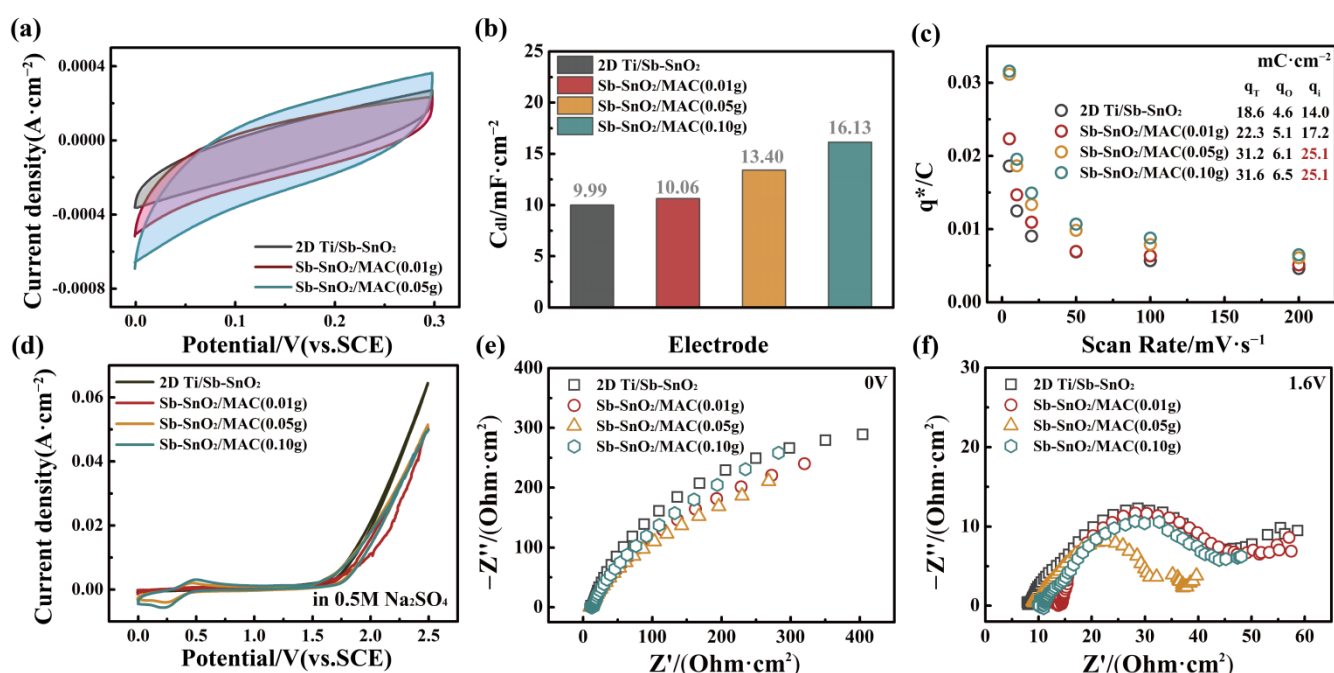 (a)
Current density(A·cm⁻²)
0.0004
0.0000
-0.0004
-0.0008
2D Ti/Sb-SnO₂
Sb-SnO₂/MAC(0.01g)
Sb-SnO₂/MAC(0.05g)
0.0 0.1 0.2 0.3
Potential/V(vs.SCE)
(b)
Cdl/mF·cm⁻²
25
20
15
10
5
0
2D Ti/Sb-SnO₂
Sb-SnO₂/MAC(0.01g)
Sb-SnO₂/MAC(0.05g)
Sb-SnO₂/MAC(0.10g)
9.99 10.06 13.40 16.13
Electrode
(c)
q*/C
0.03
0.02
0.01
0.00
mC·cm⁻²
qT qO qi
2D Ti/Sb-SnO₂ 18.6 4.6 14.0
Sb-SnO₂/MAC(0.01g) 22.3 5.1 17.2
Sb-SnO₂/MAC(0.05g) 31.2 6.1 25.1
Sb-SnO₂/MAC(0.10g) 31.6 6.5 25.1
0 50 100 150 200
Scan Rate/mV·s⁻¹
(d)
Current density(A·cm⁻²)
0.06
0.04
0.02
0.00
2D Ti/Sb-SnO₂
Sb-SnO₂/MAC(0.01g)
Sb-SnO₂/MAC(0.05g)
Sb-SnO₂/MAC(0.10g)
in 0.5M Na₂SO₄
0.0 0.5 1.0 1.5 2.0 2.5
Potential/V(vs.SCE)
(e)
−Z''/(Ohm·cm²)
400
300
200
100
0
2D Ti/Sb-SnO₂
Sb-SnO₂/MAC(0.01g)
Sb-SnO₂/MAC(0.05g)
Sb-SnO₂/MAC(0.10g)
0V
0 100 200 300 400
Z'/(Ohm·cm²)
(f)
−Z''/(Ohm·cm²)
30
20
10
0
2D Ti/Sb-SnO₂
Sb-SnO₂/MAC(0.01g)
Sb-SnO₂/MAC(0.05g)
Sb-SnO₂/MAC(0.10g)
1.6V
0 10 20 30 40 50 60
Z'/(Ohm·cm²)